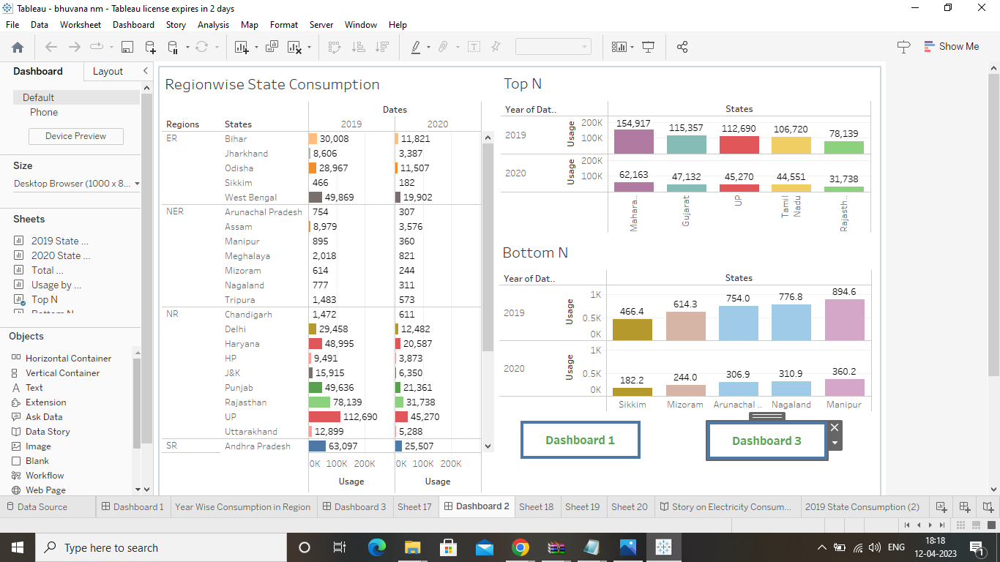 Tableau - bhuvana nm - Tableau license expires in 2 days
File Data Worksheet Dashboard Story Analysis Map Format Server Window Help
Show Me
Dashboard Layout
Default
Phone
Device Preview
Size
Desktop Browser (1000 x 8...
Sheets
2019 State ...
2020 State ...
Total ...
Usage by ...
Top N
Bottom N
Objects
Horizontal Container
Vertical Container
Text
Extension
Ask Data
Data Story
Image
Blank
Workflow
Web Page
Regionwise State Consumption
Dates
Regions States 2019 2020
ER Bihar 30,008 11,821
Jharkhand 8,606 3,387
Odisha 28,967 11,507
Sikkim 466 182
West Bengal 49,869 19,902
NER Arunachal Pradesh 754 307
Assam 8,979 3,576
Manipur 895 360
Meghalaya 2,018 821
Mizoram 614 244
Nagaland 777 311
Tripura 1,483 573
NR Chandigarh 1,472 611
Delhi 29,458 12,482
Haryana 48,995 20,587
HP 9,491 3,873
J&K 15,915 6,350
Punjab 49,636 21,361
Rajasthan 78,139 31,738
UP 112,690 45,270
Uttarakhand 12,899 5,288
SR Andhra Pradesh 63,097 25,507
0K 100K 200K 0K 100K 200K
Usage Usage
Top N
Year of Dat.. States
2019 Usage 200K 100K 154,917 115,357 112,690 106,720 78,139
2020 Usage 200K 100K 62,163 47,132 45,270 44,551 31,738
Mahara.. Gujarat UP Tamil Nadu Rajasth..
Bottom N
Year of Dat.. States
2019 Usage 1K 0.5K 0K 466.4 614.3 754.0 776.8 894.6
2020 Usage 1K 0.5K 0K 182.2 244.0 306.9 310.9 360.2
Sikkim Mizoram Arunachal .. Nagaland Manipur
Dashboard 1 Dashboard 3
Data Source Dashboard 1 Year Wise Consumption in Region Dashboard 3 Sheet 17 Dashboard 2 Sheet 18 Sheet 19 Sheet 20 Story on Electricity Consum... 2019 State Consumption (2)
Type here to search
ENG
18:18
12-04-2023
1